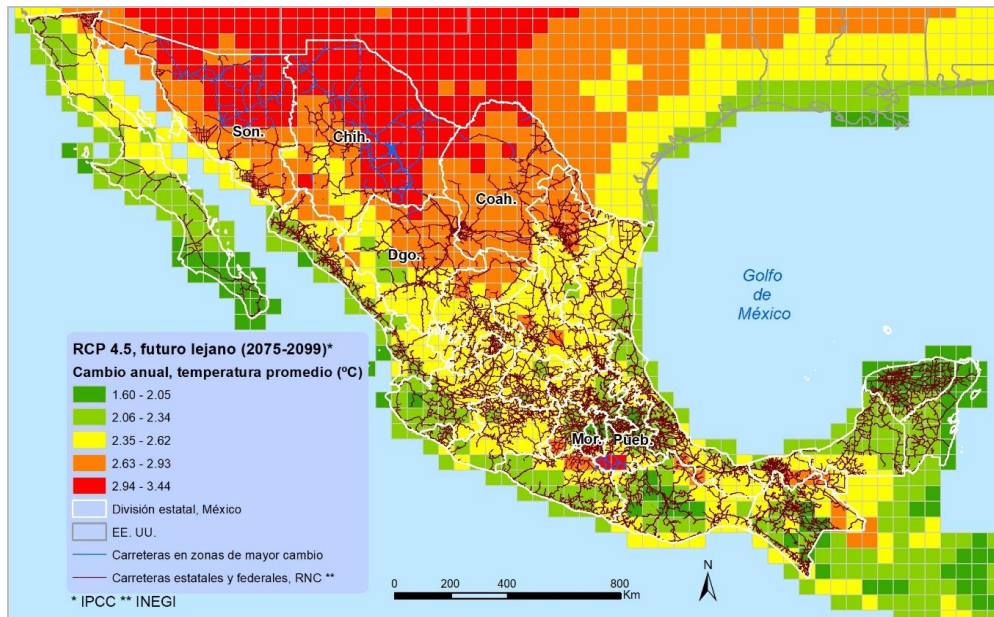 Son.
Chih.
Coah.
Dgo.
Golfo
de
México
Mor.
Pueb.
RCP 4.5, futuro lejano (2075-2099)*
Cambio anual, temperatura promedio (ºC)
1.60 - 2.05
2.06 - 2.34
2.35 - 2.62
2.63 - 2.93
2.94 - 3.44
División estatal, México
EE. UU.
Carreteras en zonas de mayor cambio
Carreteras estatales y federales, RNC **
* IPCC ** INEGI
N
0 200 400 800
Km